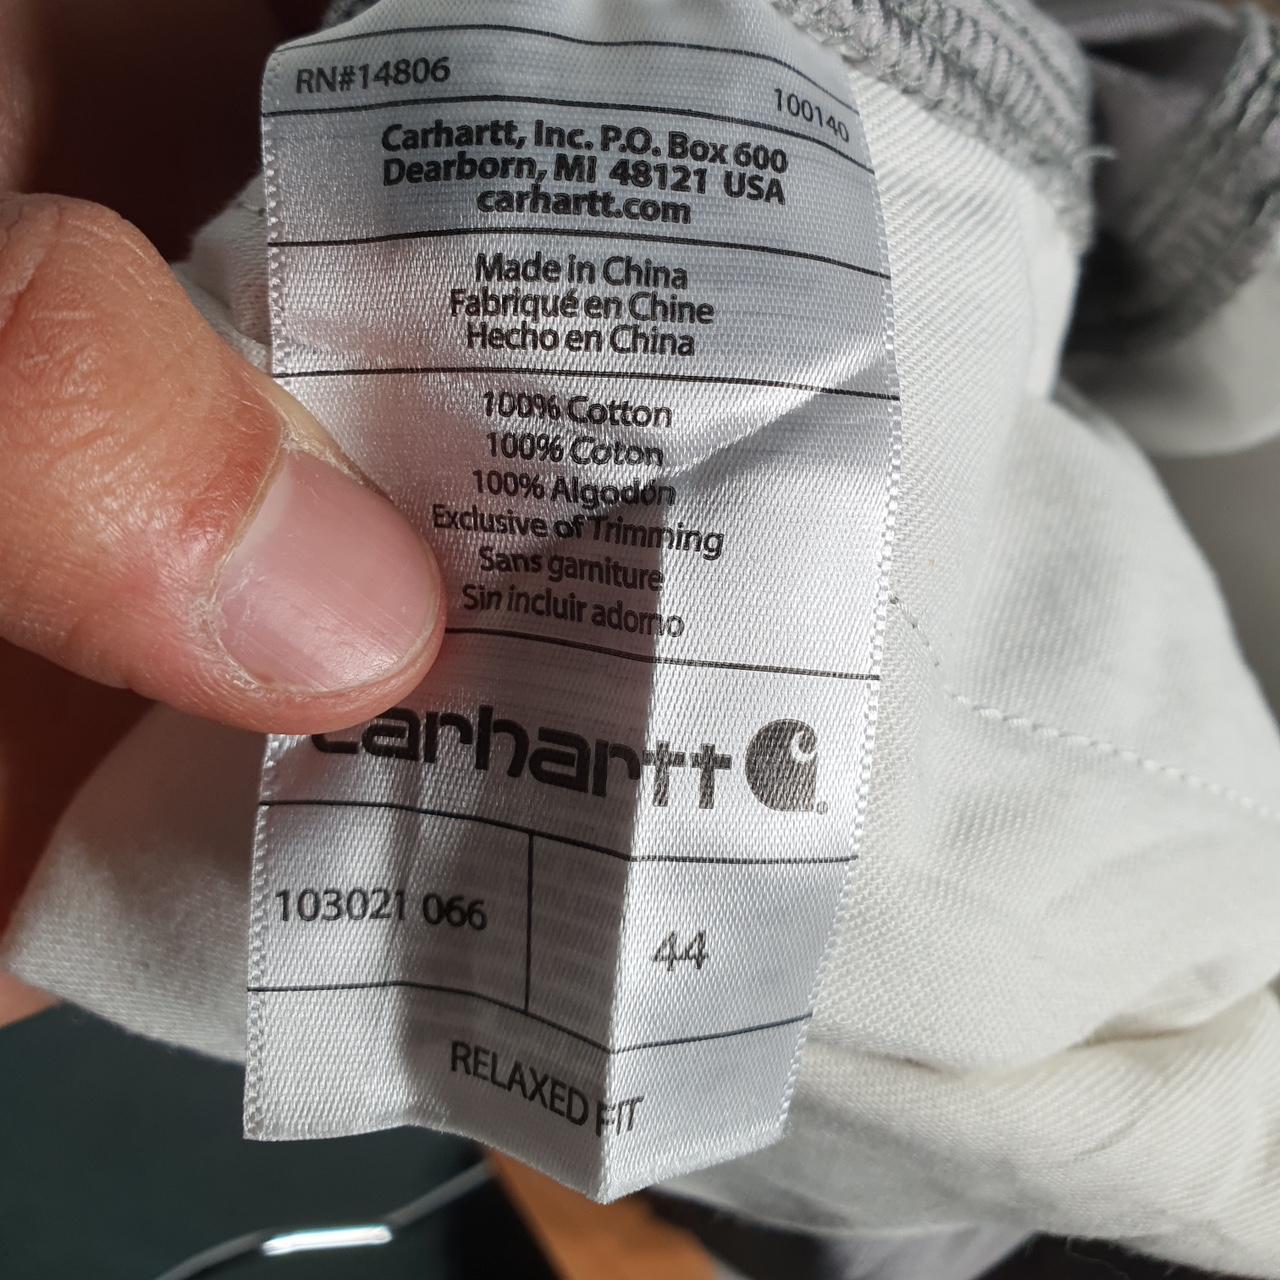 RN#14806
100140
Carhartt, Inc. P.O. Box 600
Dearborn, MI 48121 USA
carhartt.com
Made in China
Fabriqué en Chine
Hecho en China
100% Cotton
100% Coton
100% Algodón
Exclusive of Trimming
Sans garniture
Sin incluir adorno
carhartt
103021 066
44
RELAXED FIT